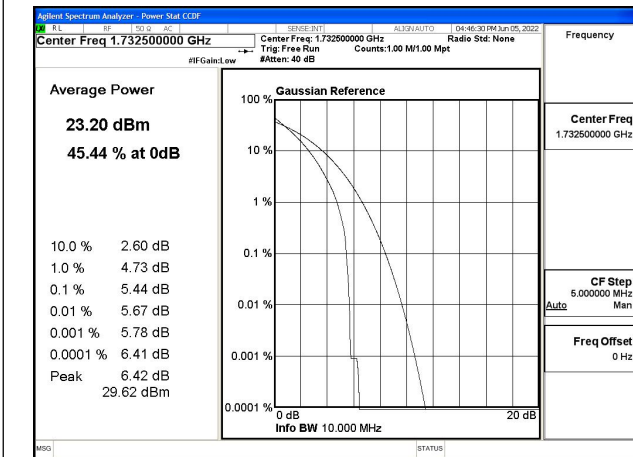 Agilent Spectrum Analyzer - Power Stat CCDF
LXI RL RF 50 Ω AC SENSE:INT ALIGNAUTO 04:46:30 PM Jun 05, 2022
Center Freq 1.732500000 GHz
Center Freq: 1.732500000 GHz Radio Std: None
Trig: Free Run Counts:1.00 M/1.00 Mpt
#IFGain:Low #Atten: 40 dB
Frequency
Average Power
23.20 dBm
45.44 % at 0dB
10.0 % 2.60 dB
1.0 % 4.73 dB
0.1 % 5.44 dB
0.01 % 5.67 dB
0.001 % 5.78 dB
0.0001 % 6.41 dB
Peak 6.42 dB
29.62 dBm
Gaussian Reference
100 %
10 %
1 %
0.1 %
0.01 %
0.001 %
0.0001 %
0 dB 20 dB
Info BW 10.000 MHz
Center Freq
1.732500000 GHz
CF Step
5.000000 MHz
Auto Man
Freq Offset
0 Hz
MSG STATUS